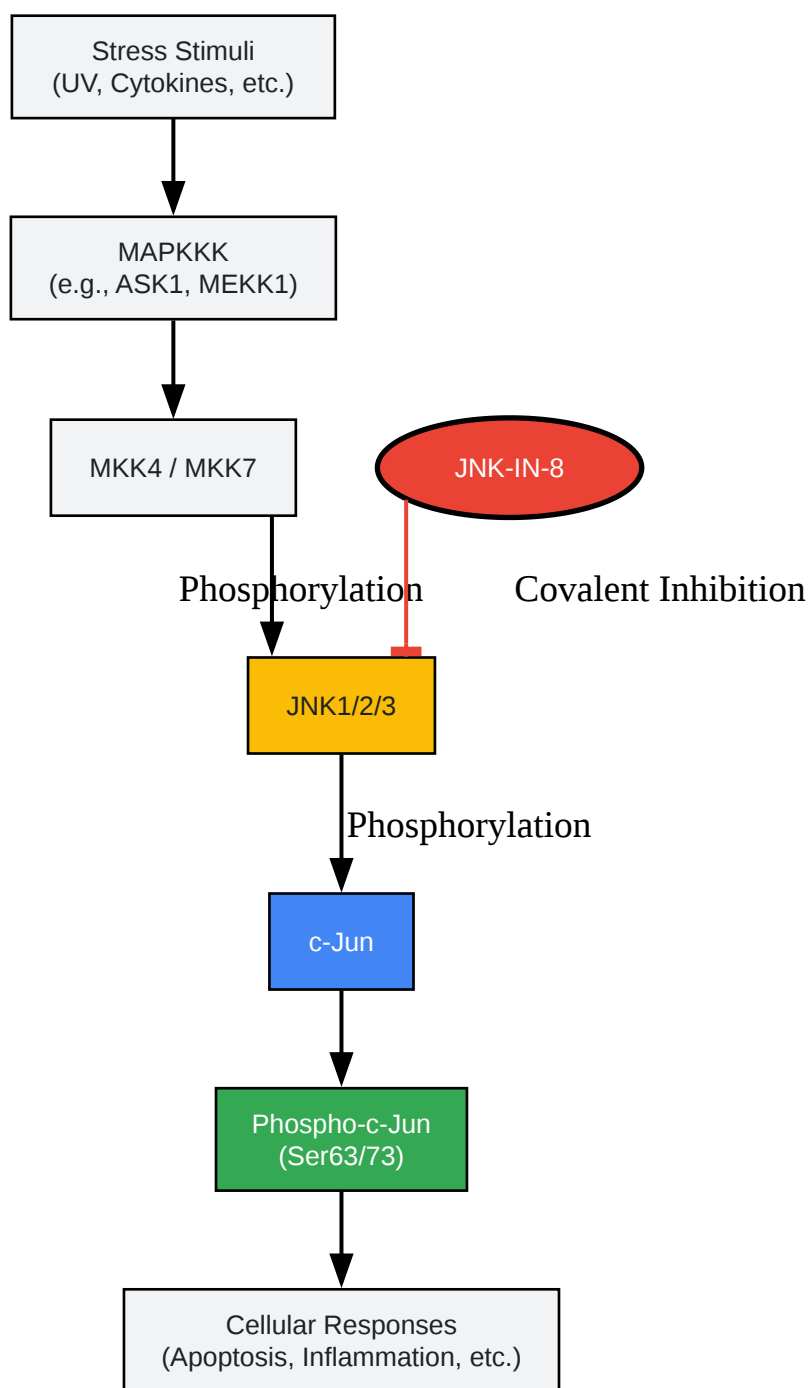 Stress Stimuli
(UV, Cytokines, etc.)
MAPKKK
(e.g., ASK1, MEKK1)
MKK4 / MKK7
JNK-IN-8
Phosphorylation
Covalent Inhibition
JNK1/2/3
Phosphorylation
c-Jun
Phospho-c-Jun
(Ser63/73)
Cellular Responses
(Apoptosis, Inflammation, etc.)